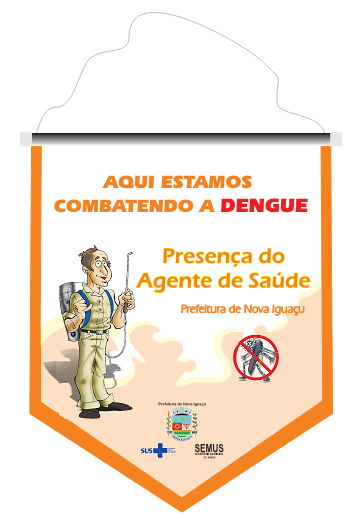 AQUI ESTAMOS
COMBATENDO A DENGUE
Presença do
Agente de Saúde
Prefeitura de Nova Iguaçu
Prefeitura de Nova Iguaçu
SUS
SEMUS